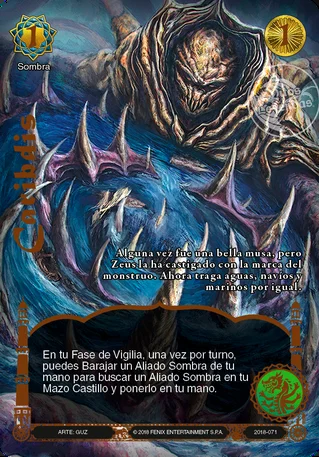 1
1
Sombra
Caribdis
Alguna vez fue una bella musa, pero
Zeus la ha castigado con la marca del
monstruo. Ahora traga aguas, navíos y
marinos por igual.
En tu Fase de Vigilia, una vez por turno,
puedes Barajar un Aliado Sombra de tu
mano para buscar un Aliado Sombra en tu
Mazo Castillo y ponerlo en tu mano.
ARTE: GUZ
© 2018 FENIX ENTERTAINMENT S.P.A.
2018-071